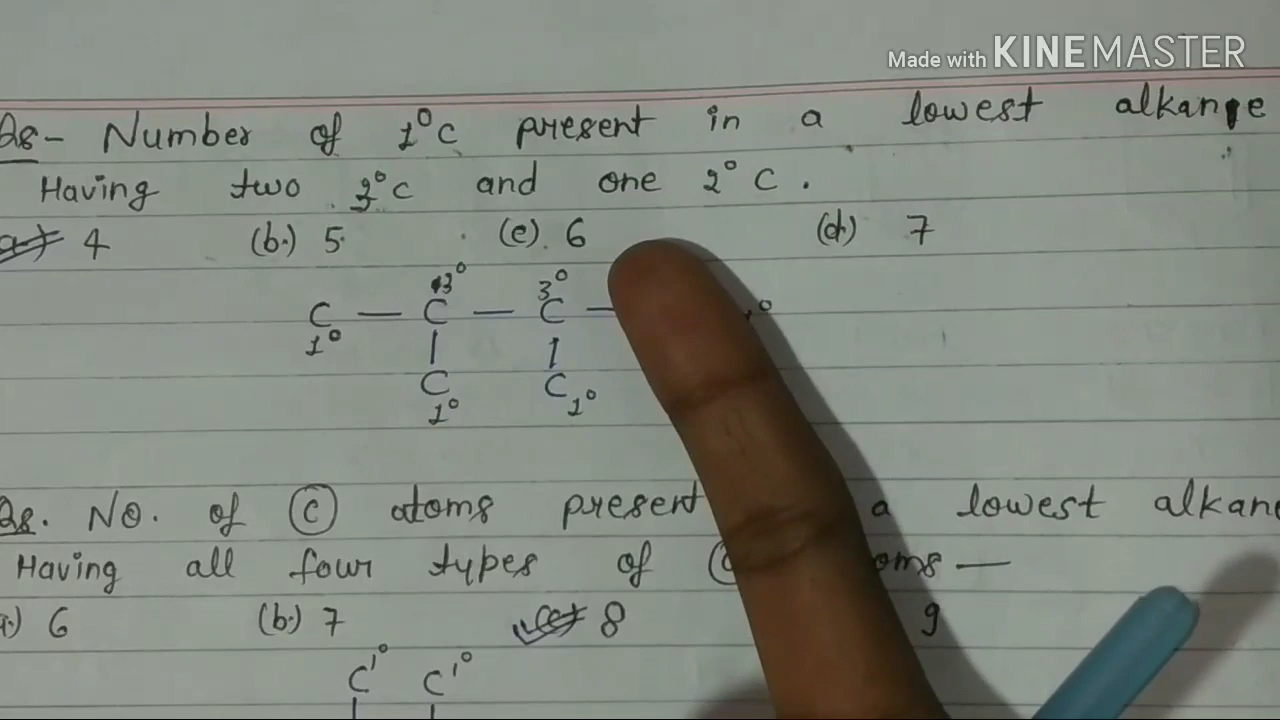 Made with KINEMASTER
Qs- Number of 1°C present in a lowest alkane
Having two 3°C and one 2°C.
4 (b.) 5 (c). 6 (d) 7
3° 3°
C — C — C —
1°
C C
1° 1°
Qs. No. of C atoms present a lowest alkane
Having all four types of
6 (b.) 7 8 9
C1° C1°